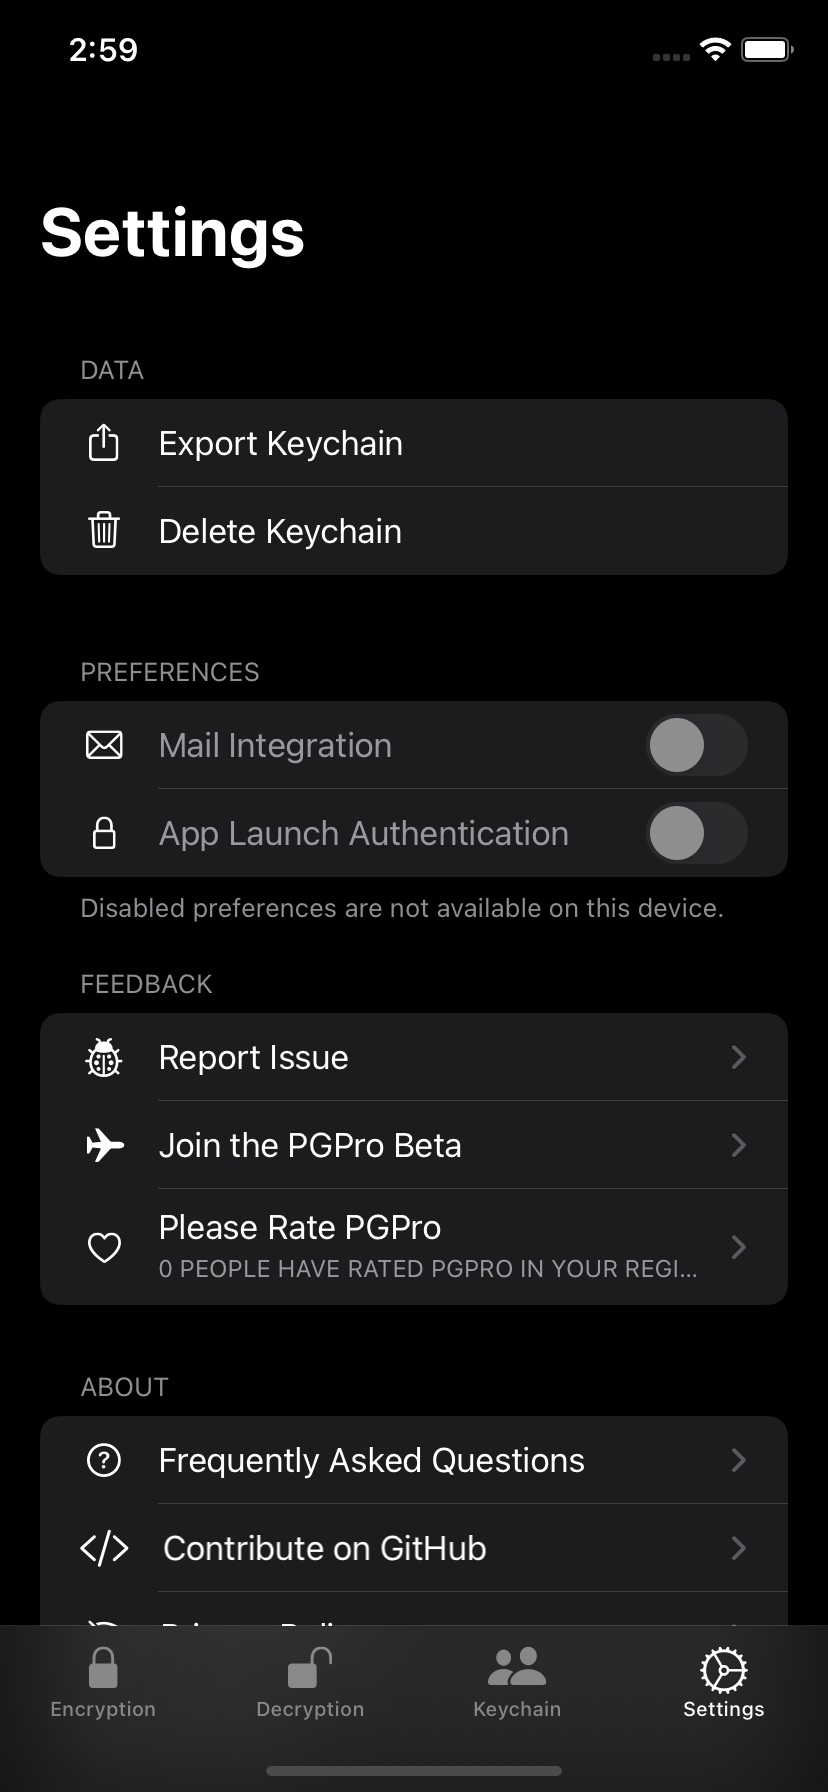 2:59
Settings
DATA
Export Keychain
Delete Keychain
PREFERENCES
Mail Integration
App Launch Authentication
Disabled preferences are not available on this device.
FEEDBACK
Report Issue
Join the PGPro Beta
Please Rate PGPro
0 PEOPLE HAVE RATED PGPRO IN YOUR REGI...
ABOUT
Frequently Asked Questions
Contribute on GitHub
Encryption
Decryption
Keychain
Settings